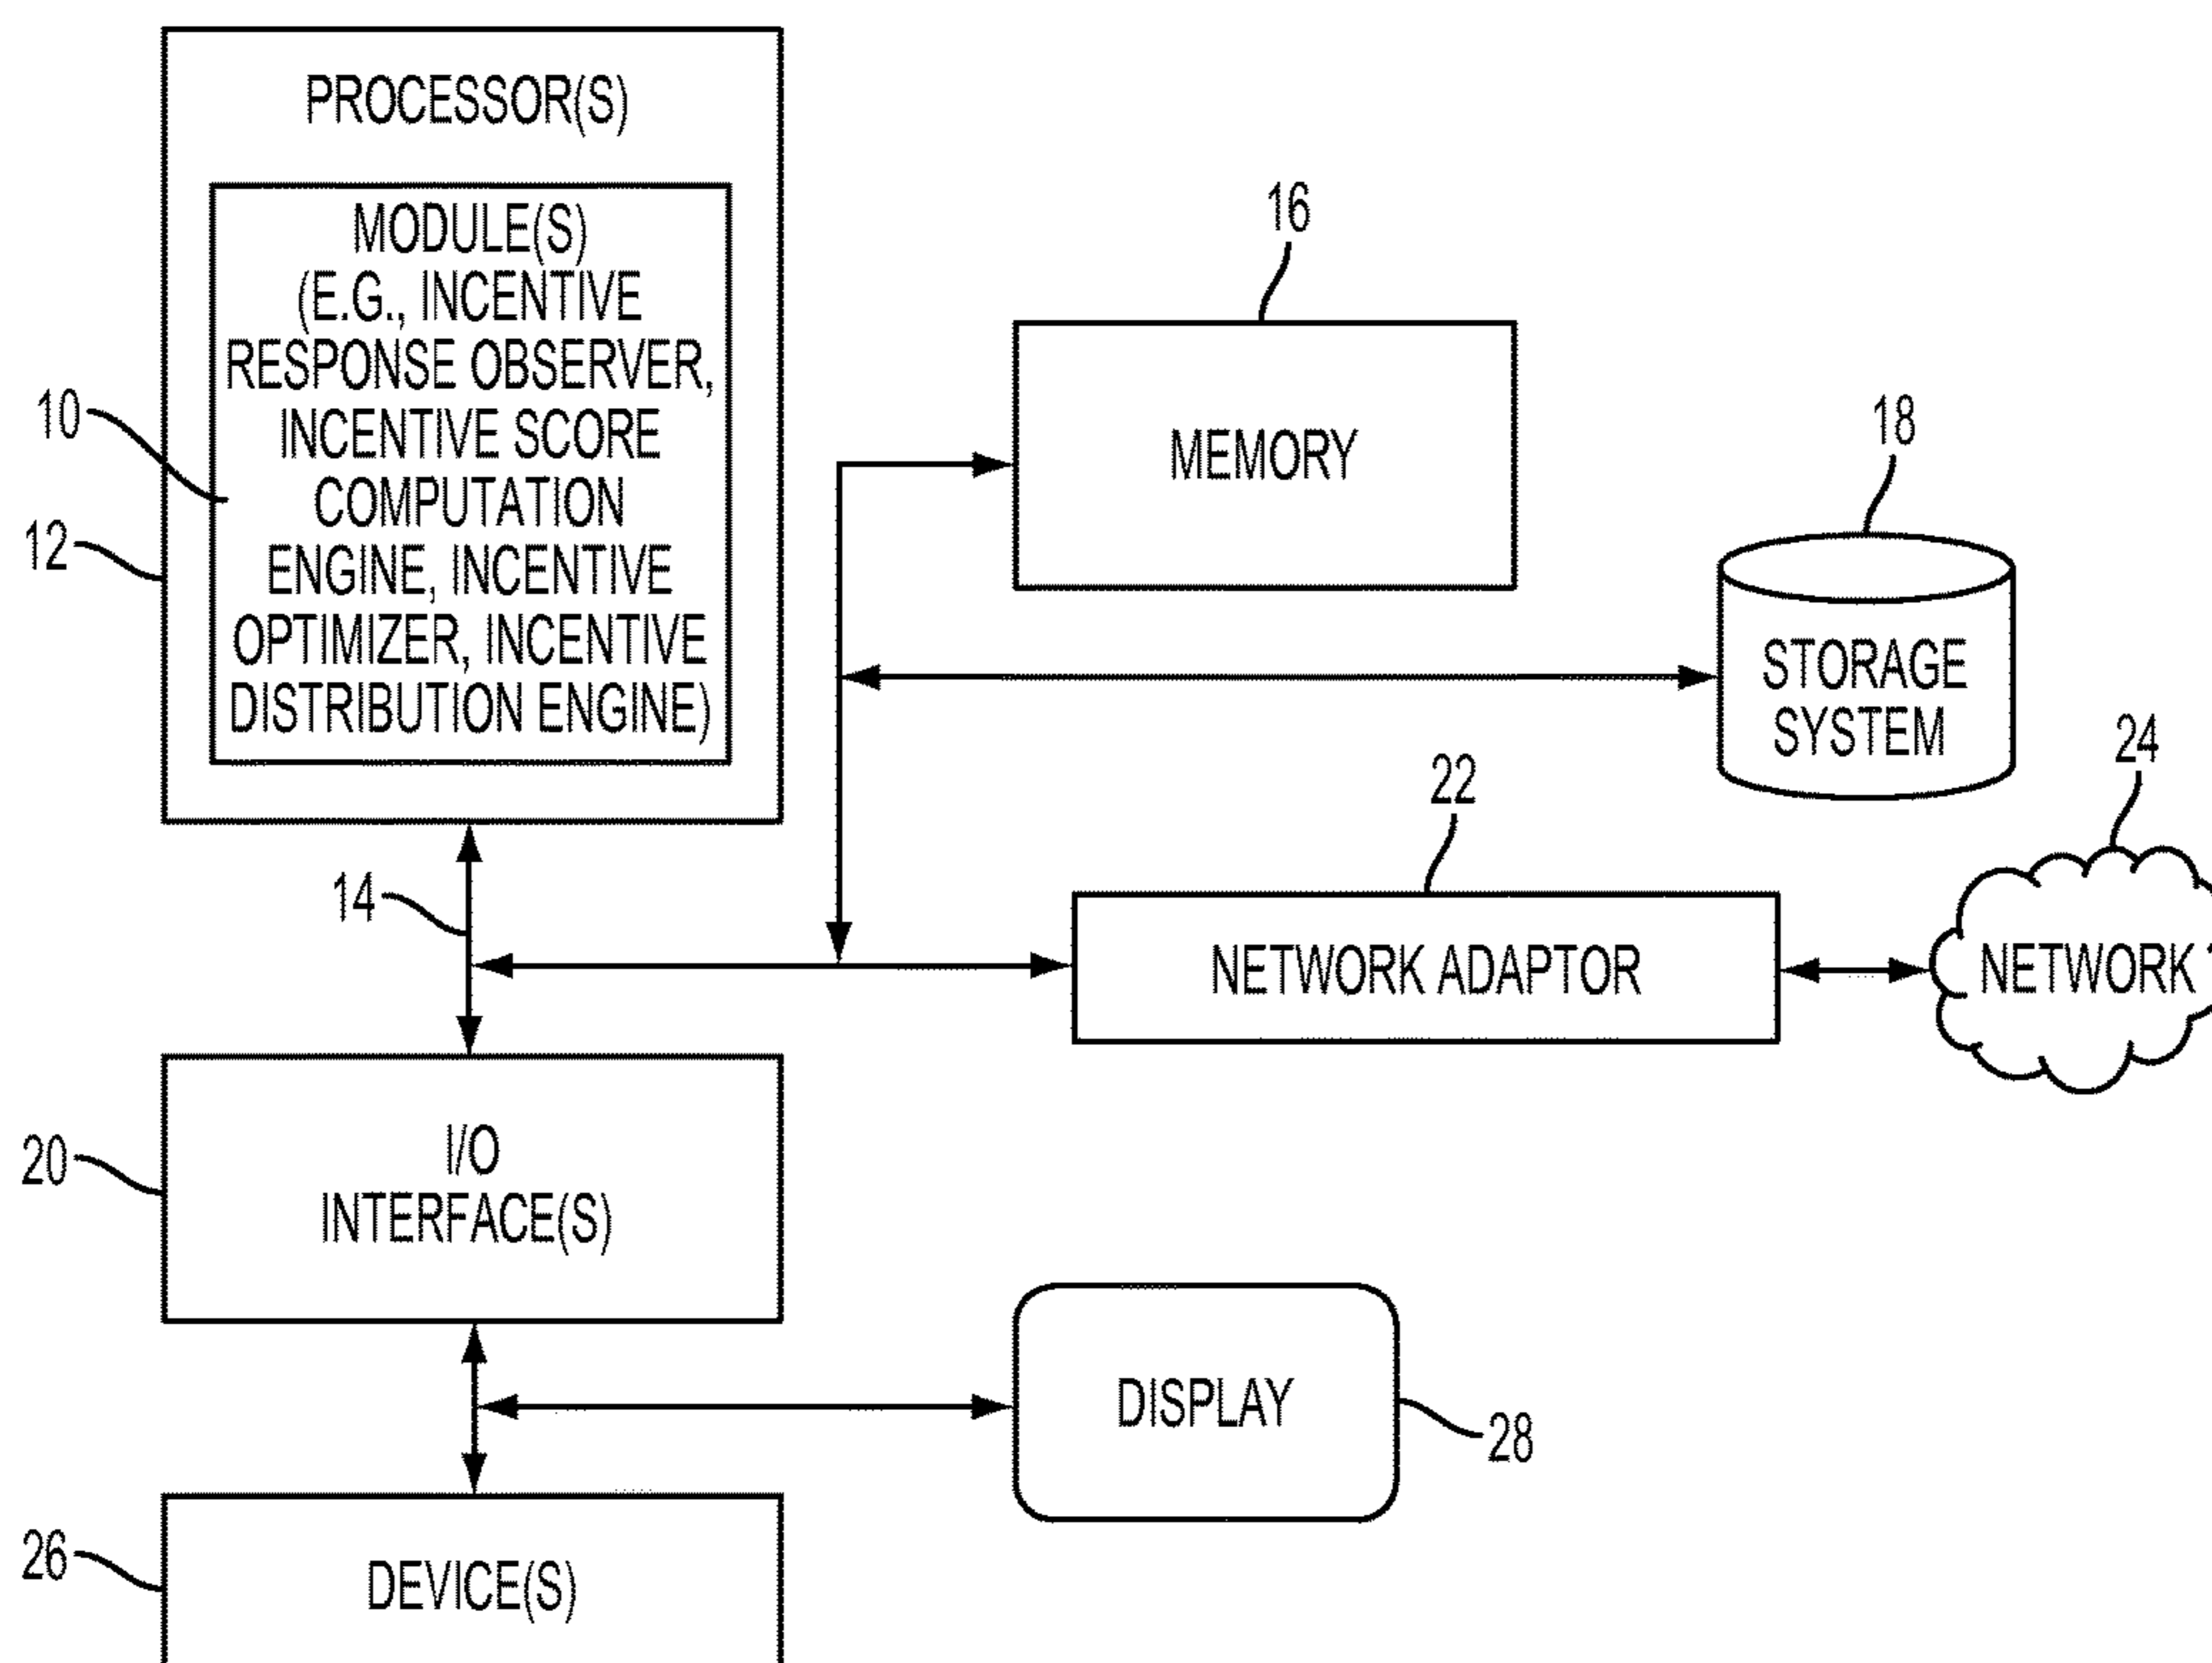 PROCESSOR(S)
MODULE(S)
(E.G., INCENTIVE
RESPONSE OBSERVER,
INCENTIVE SCORE
COMPUTATION
ENGINE, INCENTIVE
OPTIMIZER, INCENTIVE
DISTRIBUTION ENGINE)
10
12
16
MEMORY
18
STORAGE
SYSTEM
14
22
NETWORK ADAPTOR
24
NETWORK
20
I/O
INTERFACE(S)
DISPLAY
28
26
DEVICE(S)